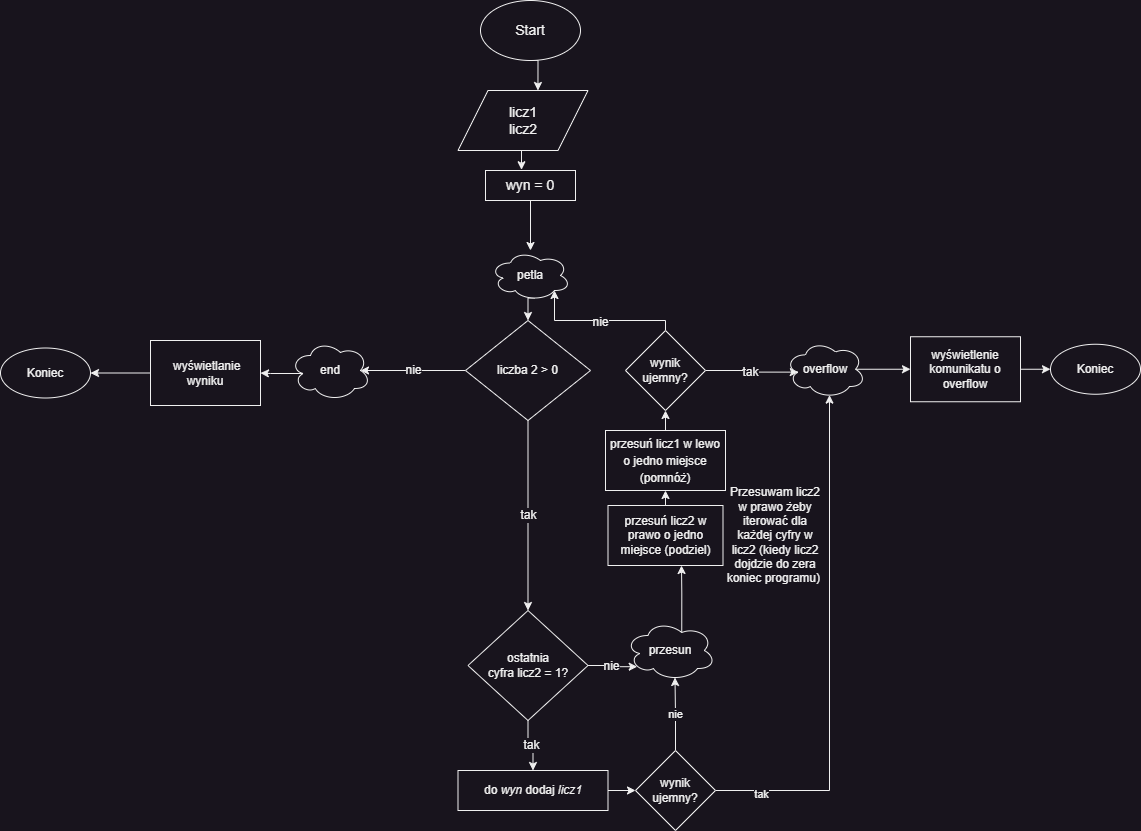 Start
licz1
licz2
wyn = 0
petla
nie
Koniec
wyświetlanie
wyniku
end
nie
liczba 2 > 0
wynik
ujemny?
tak
overflow
wyświetlenie
komunikatu o
overflow
Koniec
przesuń licz1 w lewo
o jedno miejsce
(pomnóż)
tak
przesuń licz2 w
prawo o jedno
miejsce (podziel)
Przesuwam licz2
w prawo żeby
iterować dla
każdej cyfry w
licz2 (kiedy licz2
dojdzie do zera
koniec programu)
ostatnia
cyfra licz2 = 1?
nie
przesun
nie
tak
do wyn dodaj licz1
wynik
ujemny?
tak